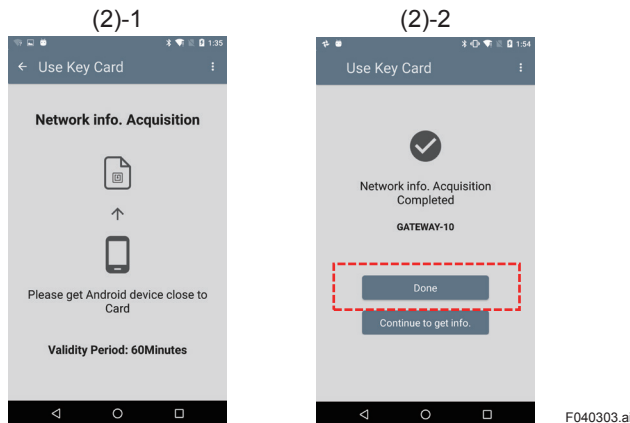 (2)-1
1:35
Use Key Card
Network info. Acquisition
Please get Android device close to
Card
Validity Period: 60Minutes
(2)-2
1:54
Use Key Card
Network info. Acquisition
Completed
GATEWAY-10
Done
Continue to get info.
F040303.ai